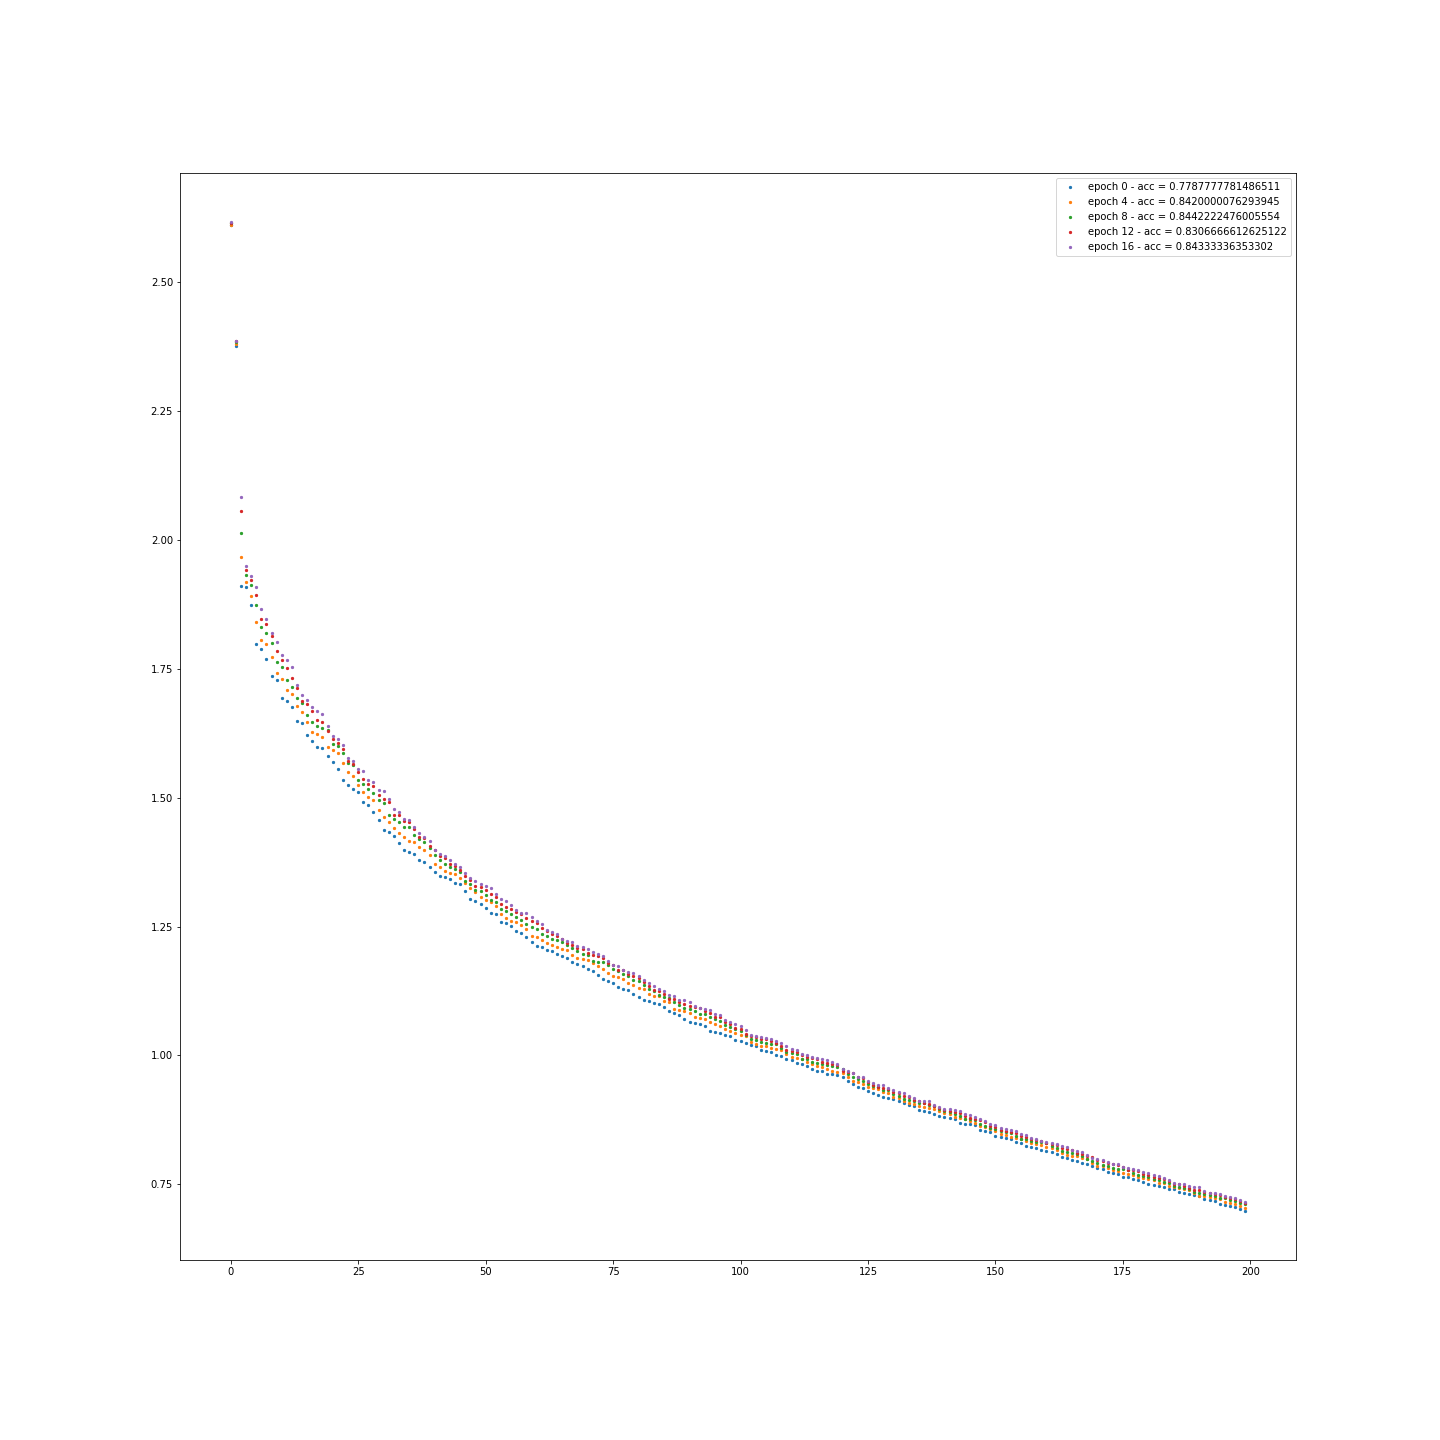 epoch 0 - acc = 0.7787777781486511
epoch 4 - acc = 0.8420000076293945
epoch 8 - acc = 0.8442222476005554
epoch 12 - acc = 0.8306666612625122
epoch 16 - acc = 0.84333336353302
2.50
2.25
2.00
1.75
1.50
1.25
1.00
0.75
0 25 50 75 100 125 150 175 200